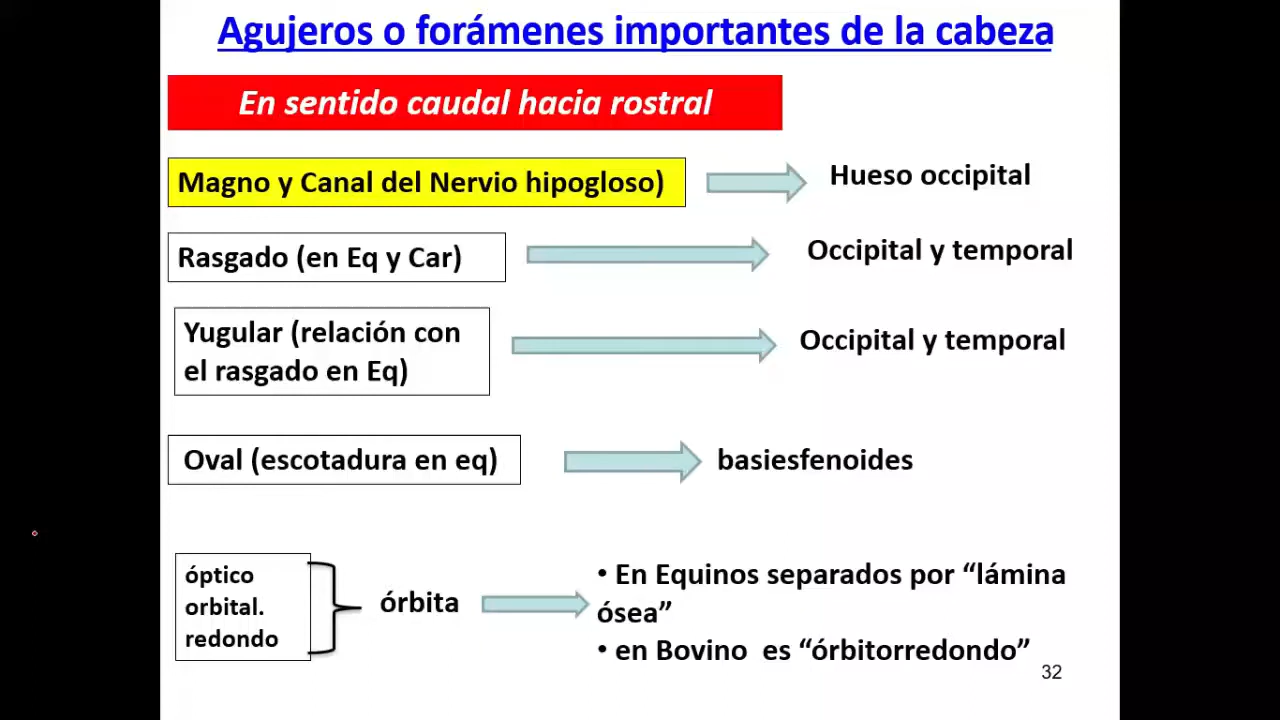 Agujeros o forámenes importantes de la cabeza
En sentido caudal hacia rostral
Magno y Canal del Nervio hipogloso)
Hueso occipital
Rasgado (en Eq y Car)
Occipital y temporal
Yugular (relación con
el rasgado en Eq)
Occipital y temporal
Oval (escotadura en eq)
basiesfenoides
óptico
orbital.
redondo
órbita
• En Equinos separados por “lámina
ósea”
• en Bovino es “órbitorredondo”
32